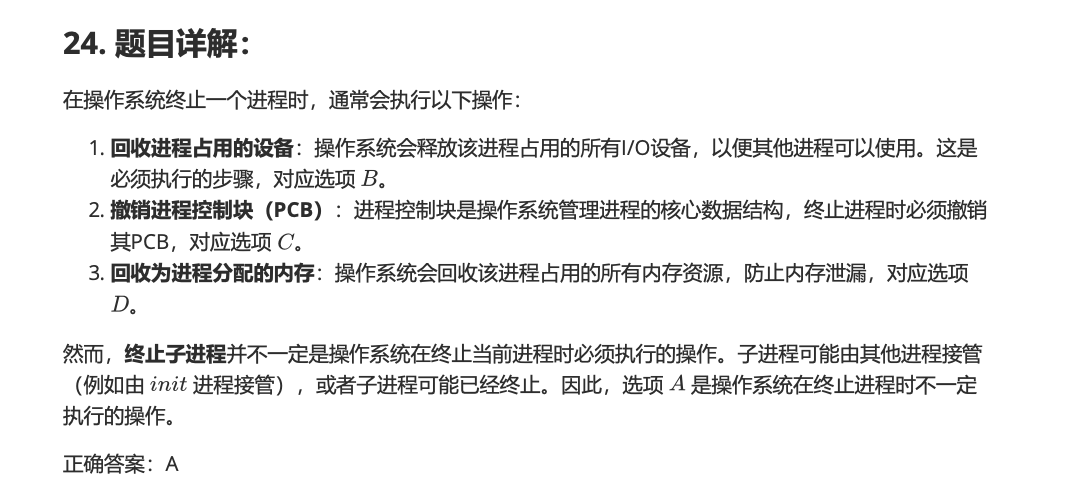 24. 题目详解：
在操作系统终止一个进程时，通常会执行以下操作：
1. 回收进程占用的设备：操作系统会释放该进程占用的所有I/O设备，以便其他进程可以使用。这是
必须执行的步骤，对应选项 B。
2. 撤销进程控制块（PCB）：进程控制块是操作系统管理进程的核心数据结构，终止进程时必须撤销
其PCB，对应选项 C。
3. 回收为进程分配的内存：操作系统会回收该进程占用的所有内存资源，防止内存泄漏，对应选项
D。
然而，终止子进程并不一定是操作系统在终止当前进程时必须执行的操作。子进程可能由其他进程接管
（例如由 init 进程接管），或者子进程可能已经终止。因此，选项 A 是操作系统在终止进程时不一定
执行的操作。
正确答案：A